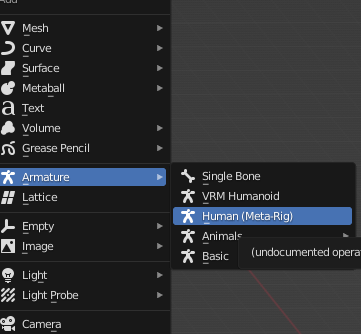 Add
Mesh
Curve
Surface
Metaball
Text
Volume
Grease Pencil
Armature
Lattice
Empty
Image
Light
Light Probe
Camera
Single Bone
VRM Humanoid
Human (Meta-Rig)
Animals
Basic
(undocumented opera